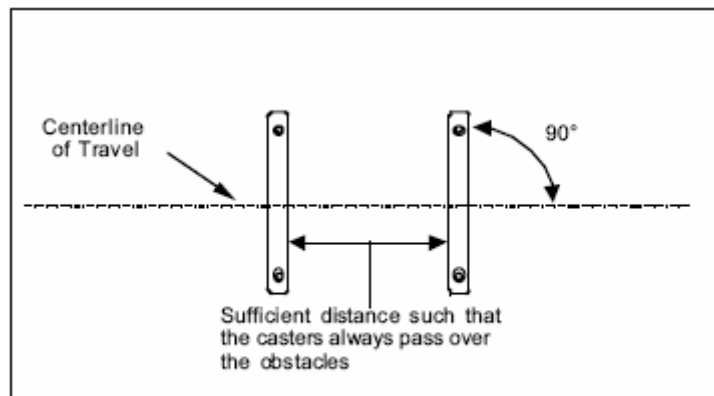 Centerline
of Travel
90°
Sufficient distance such that
the casters always pass over
the obstacles